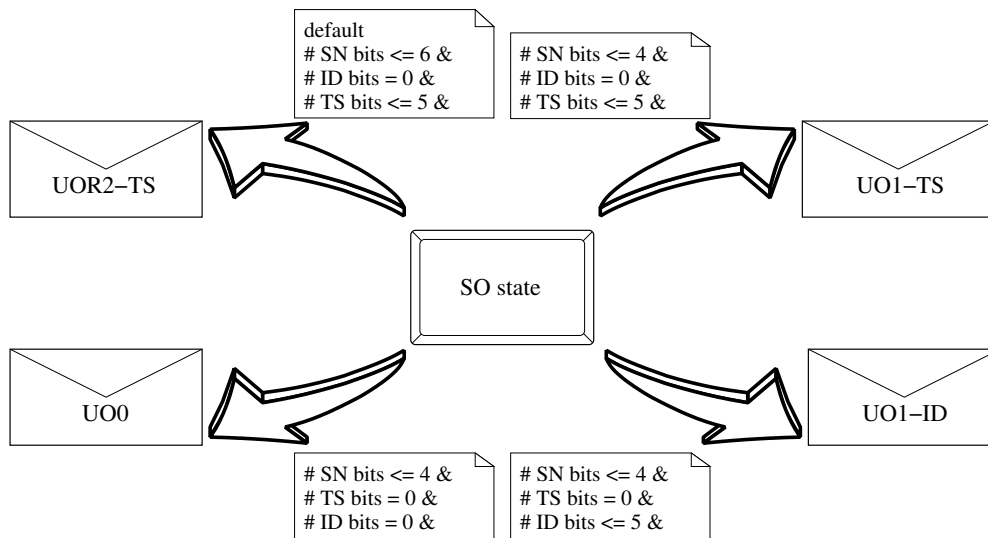 default
# SN bits <= 6 &
# ID bits = 0 &
# TS bits <= 5 &
# SN bits <= 4 &
# ID bits = 0 &
# TS bits <= 5 &
UOR2−TS
UO1−TS
SO state
UO0
UO1−ID
# SN bits <= 4 &
# TS bits = 0 &
# ID bits = 0 &
# SN bits <= 4 &
# TS bits = 0 &
# ID bits <= 5 &